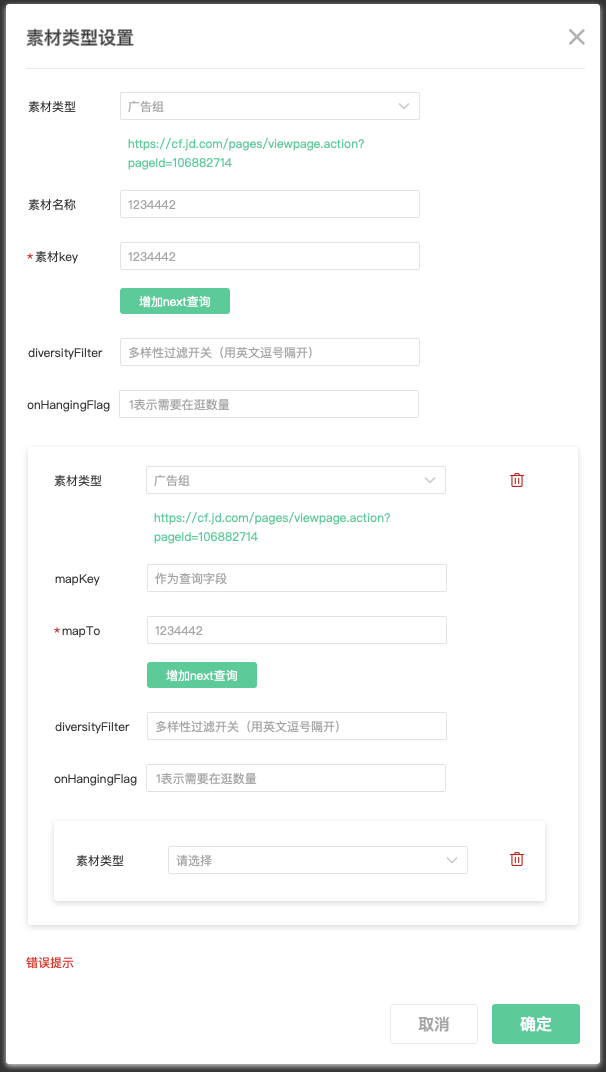 素材类型设置
素材类型
广告组
https://cf.jd.com/pages/viewpage.action?
pageId=106882714
素材名称
1234442
*素材key
1234442
增加next查询
diversityFilter
多样性过滤开关（用英文逗号隔开）
onHangingFlag
1表示需要在逛数量
素材类型
广告组
https://cf.jd.com/pages/viewpage.action?
pageId=106882714
mapKey
作为查询字段
*mapTo
1234442
增加next查询
diversityFilter
多样性过滤开关（用英文逗号隔开）
onHangingFlag
1表示需要在逛数量
素材类型
请选择
错误提示
取消
确定